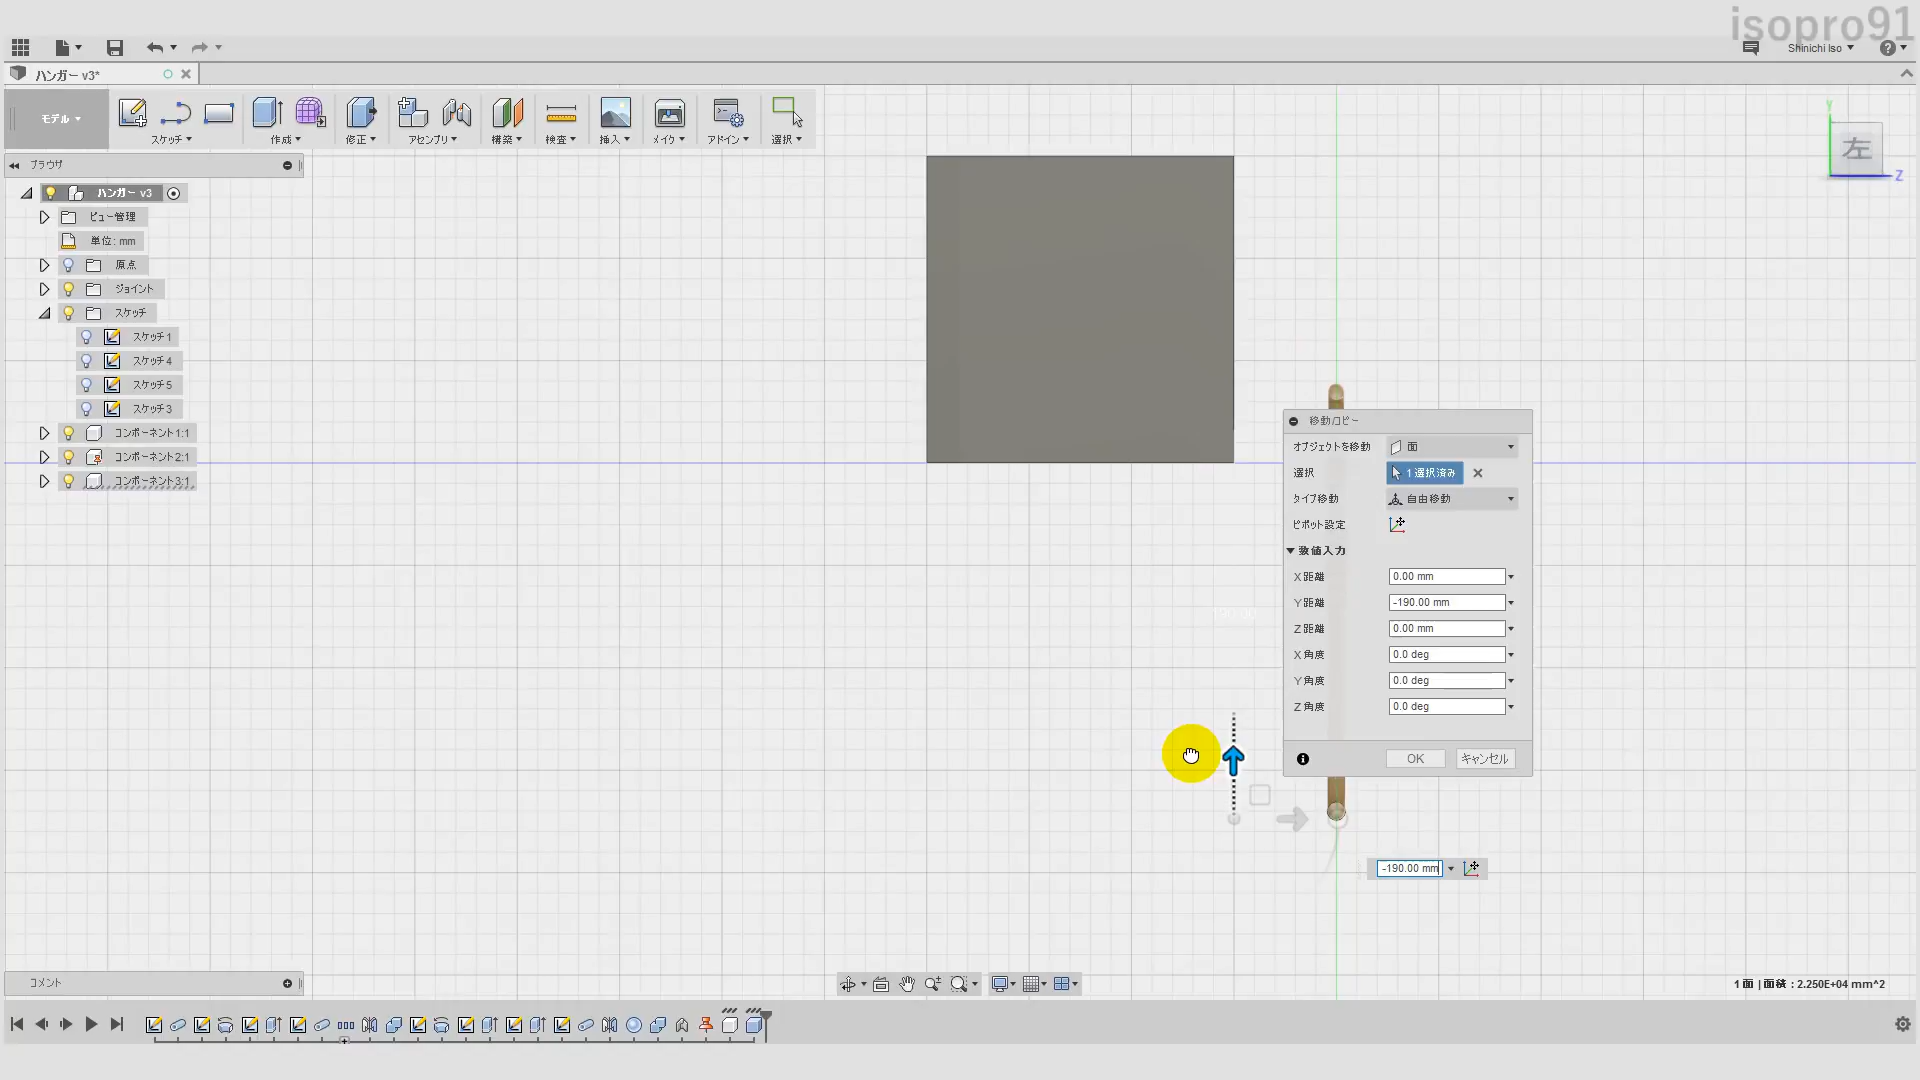 isopro91
Shinichi Iso
ハンガー v3*
モデル
スケッチ
作成
修正
アセンブリ
構築
検査
挿入
メイク
アドイン
選択
ブラウザ
ハンガー v3
ビュー管理
単位: mm
原点
ジョイント
スケッチ
スケッチ1
スケッチ4
スケッチ5
スケッチ3
コンポーネント1:1
コンポーネント2:1
コンポーネント3:1
Y
左
Z
移動/コピー
オブジェクトを移動 面
選択 1 選択済み
タイプ移動 自由移動
ピボット設定
数値入力
X 距離 0.00 mm
Y 距離 -190.00 mm
Z 距離 0.00 mm
X 角度 0.0 deg
Y 角度 0.0 deg
Z 角度 0.0 deg
OK キャンセル
-190.00 mm
コメント
1 面 | 面積 : 2.250E+04 mm^2